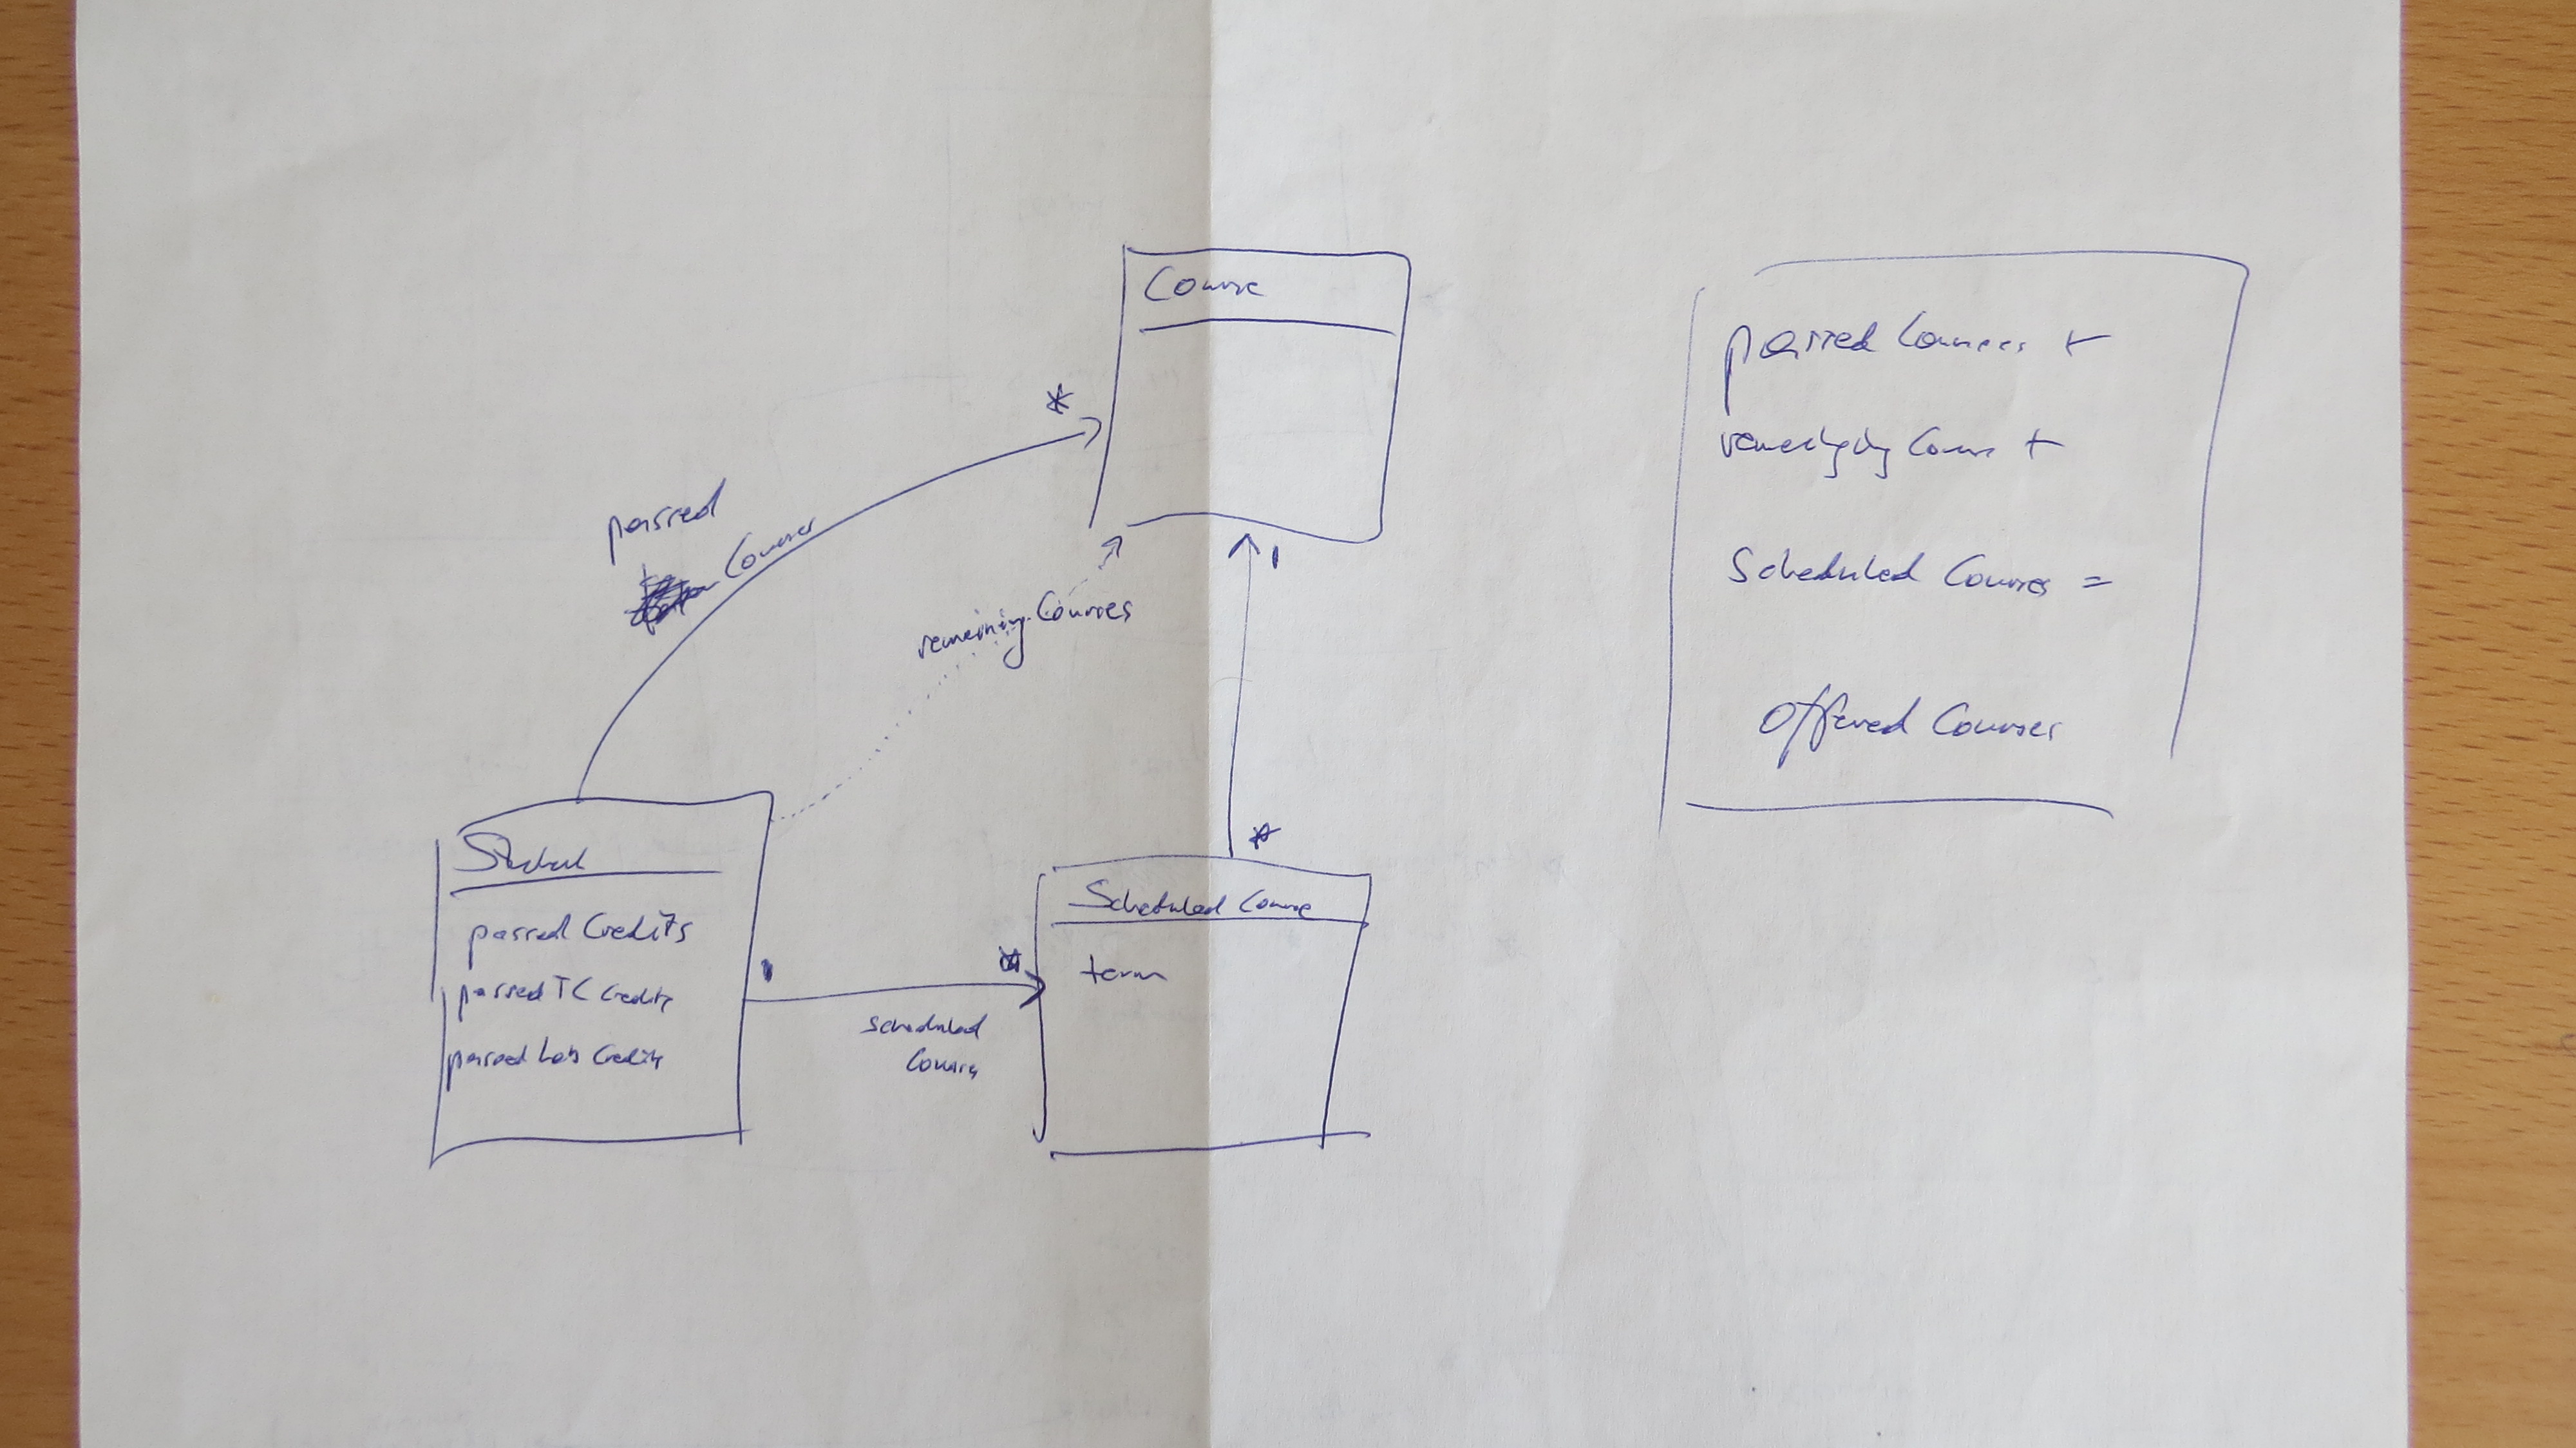 Course
*
passed
Courses
remaining Courses
1
*
Student
passed Credits
passed TC Credits
passed Lab Credits
1
*
scheduled
Courses
Scheduled Course
term
passed Courses +
remaining Courses +
Scheduled Courses =
Offered Courses